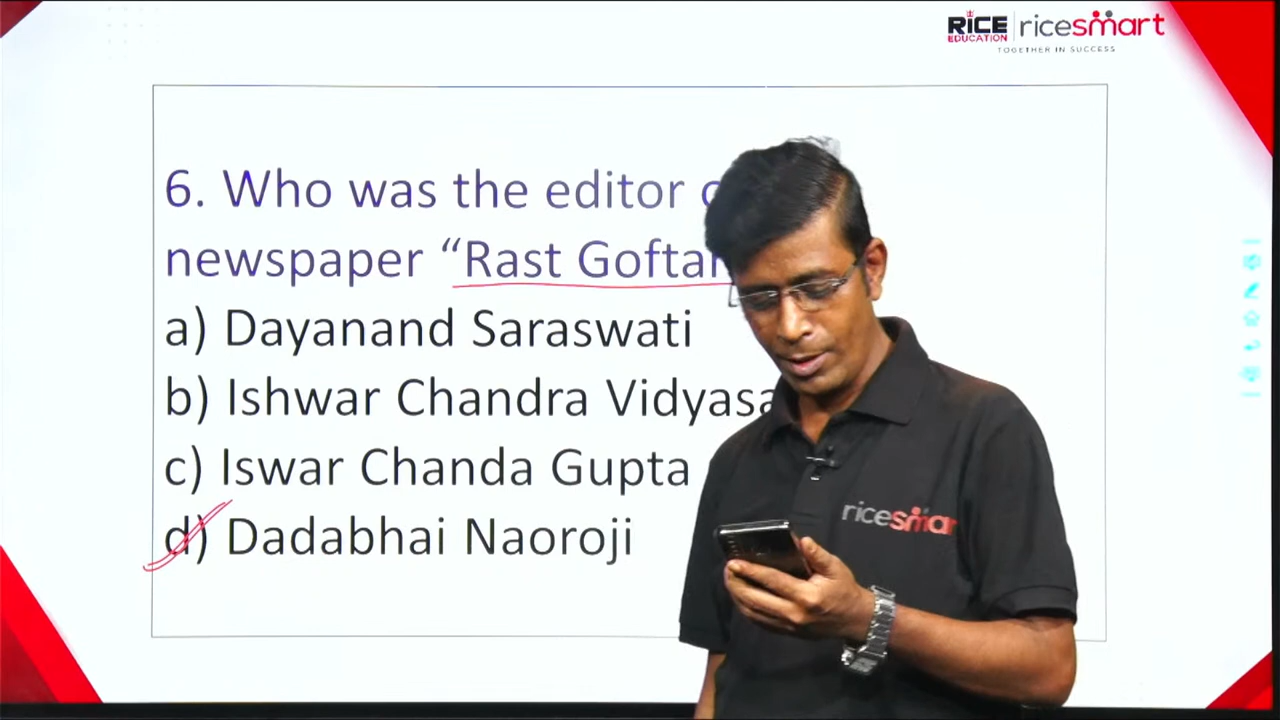 RICE EDUCATION ricesmart
TOGETHER IN SUCCESS
6. Who was the editor
newspaper “Rast Goftar
a) Dayanand Saraswati
b) Ishwar Chandra Vidyasa
c) Iswar Chanda Gupta
d) Dadabhai Naoroji
ricesmar